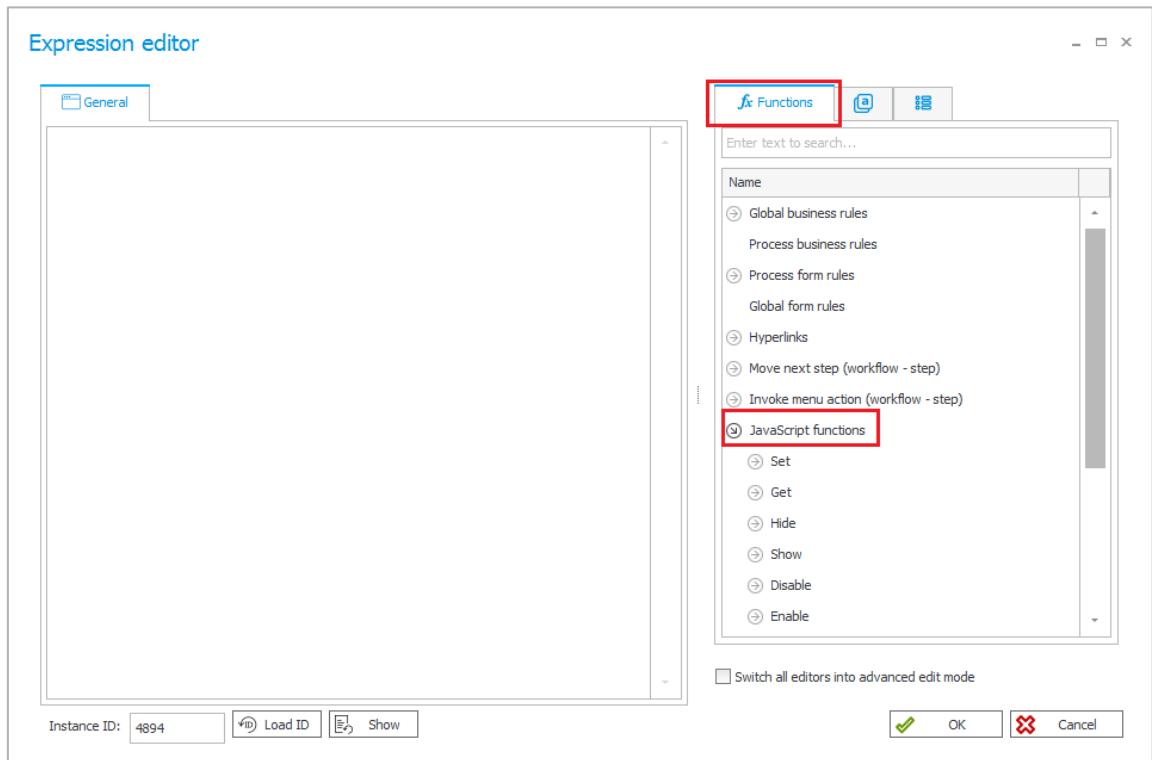 Expression editor
General
fx Functions
Enter text to search...
Name
Global business rules
Process business rules
Process form rules
Global form rules
Hyperlinks
Move next step (workflow - step)
Invoke menu action (workflow - step)
JavaScript functions
Set
Get
Hide
Show
Disable
Enable
Switch all editors into advanced edit mode
Instance ID: 4894 ID Load ID Show OK Cancel